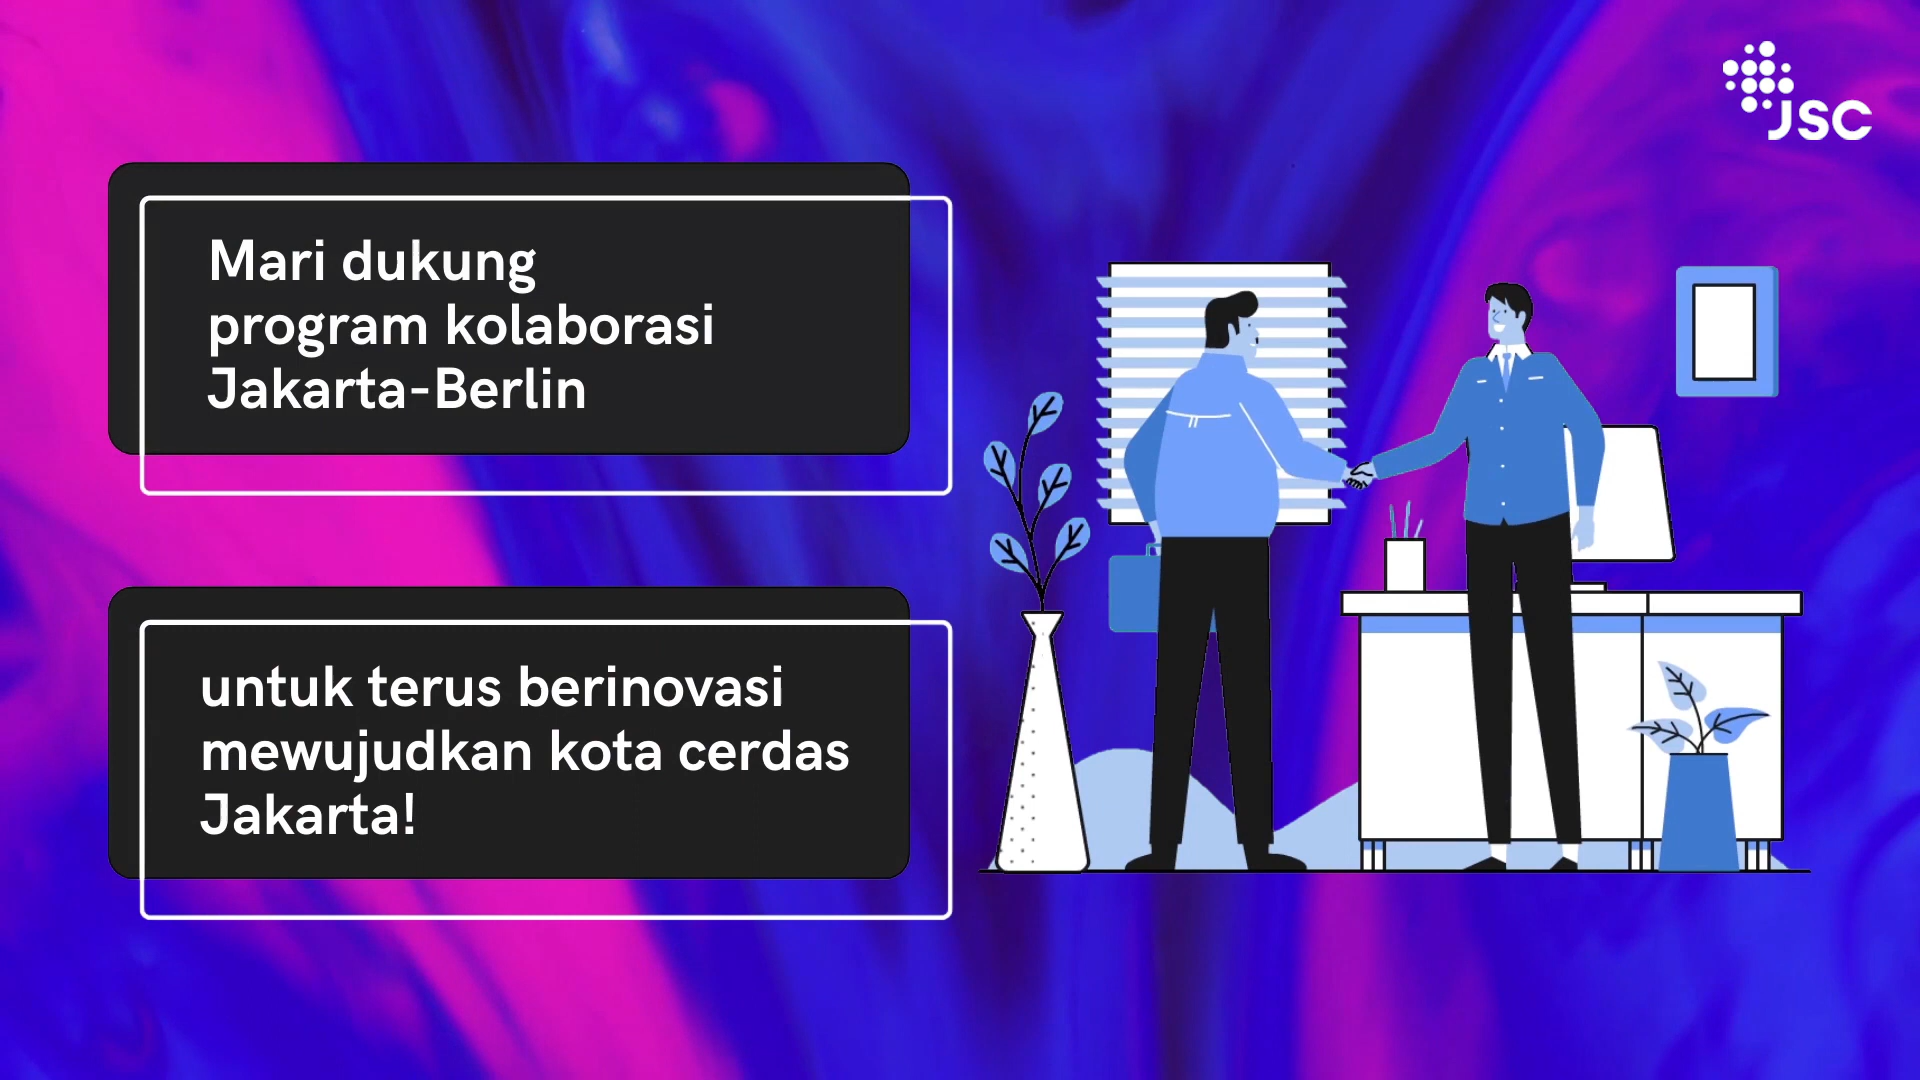 JSC
Mari dukung
program kolaborasi
Jakarta-Berlin
untuk terus berinovasi
mewujudkan kota cerdas
Jakarta!